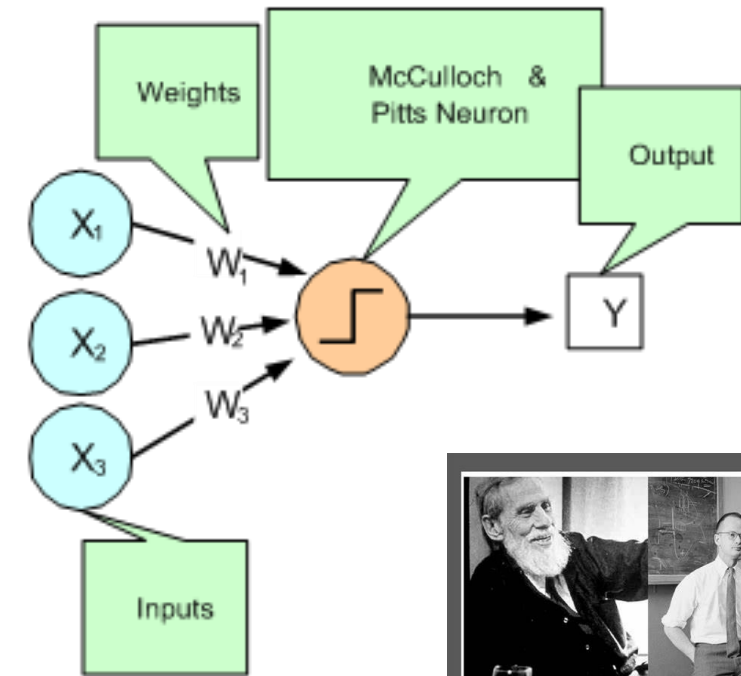 Weights
McCulloch & 
Pitts Neuron
Output
X₁
W₁
X₂
W₂
Y
X₃
W₃
Inputs